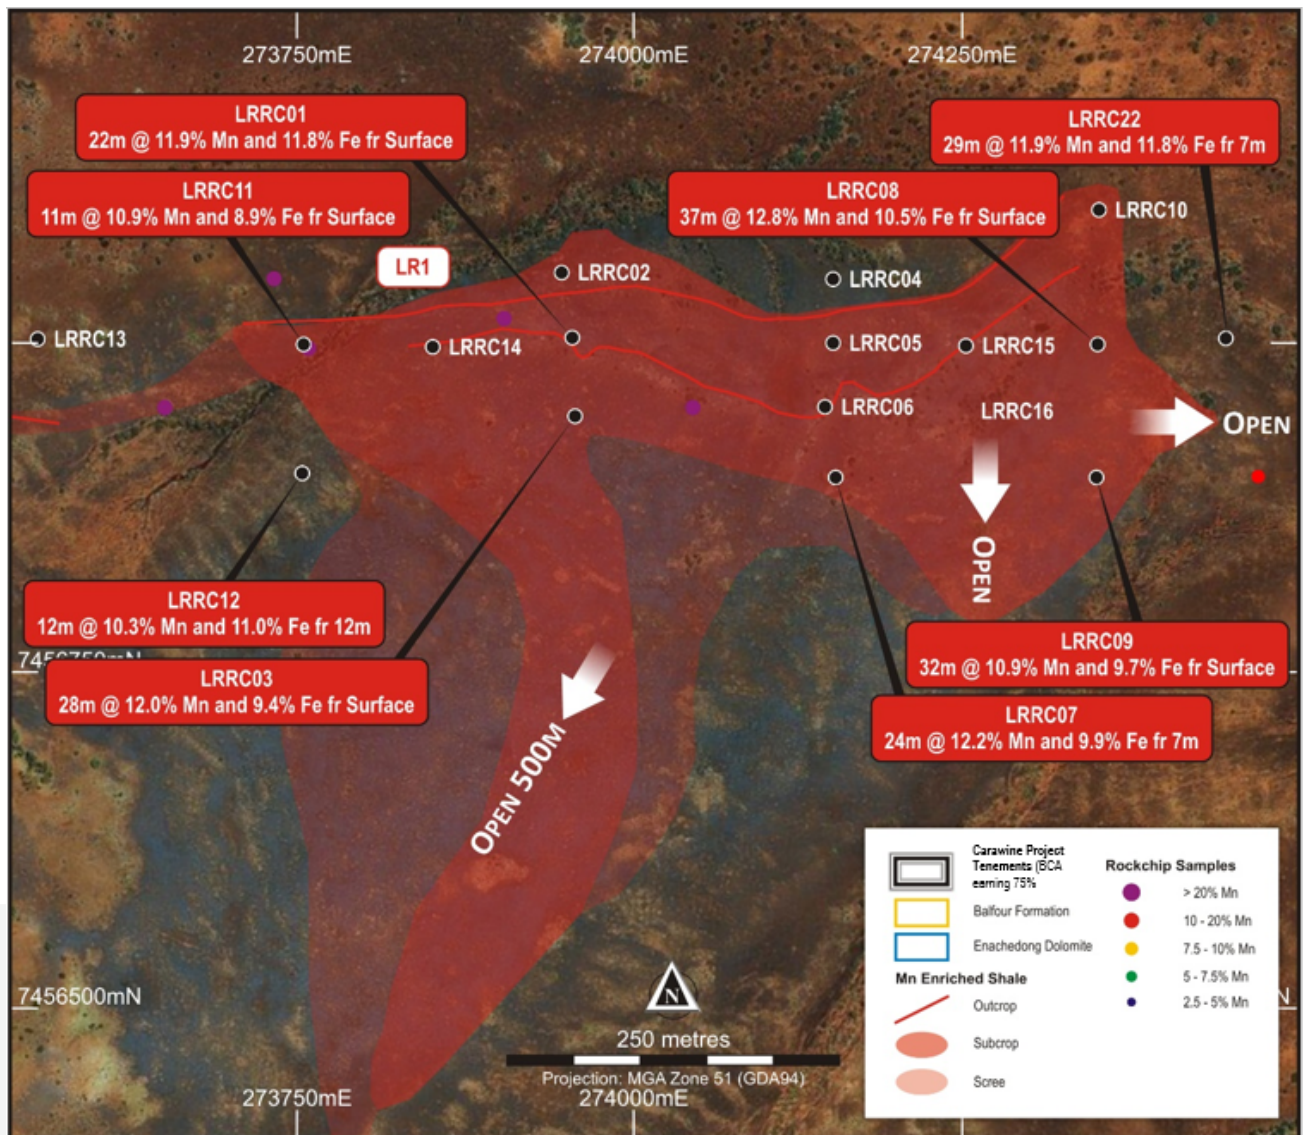 273750mE
274000mE
274250mE
LRRC01
22m @ 11.9% Mn and 11.8% Fe fr Surface
LRRC22
29m @ 11.9% Mn and 11.8% Fe fr 7m
LRRC11
11m @ 10.9% Mn and 8.9% Fe fr Surface
LRRC08
37m @ 12.8% Mn and 10.5% Fe fr Surface
LRRC10
LR1
LRRC02
LRRC04
LRRC13
LRRC14
LRRC05
LRRC15
LRRC06
LRRC16
OPEN
OPEN
LRRC12
12m @ 10.3% Mn and 11.0% Fe fr 12m
LRRC09
32m @ 10.9% Mn and 9.7% Fe fr Surface
7456750mN
LRRC03
28m @ 12.0% Mn and 9.4% Fe fr Surface
LRRC07
24m @ 12.2% Mn and 9.9% Fe fr 7m
OPEN 500M
7456500mN
N
250 metres
Projection: MGA Zone 51 (GDA94)
273750mE
274000mE
Carawine Project
Tenements (BCA
earning 75%
Balfour Formation
Enachedong Dolomite
Mn Enriched Shale
Outcrop
Subcrop
Scree
Rockchip Samples
> 20% Mn
10 - 20% Mn
7.5 - 10% Mn
5 - 7.5% Mn
2.5 - 5% Mn
N